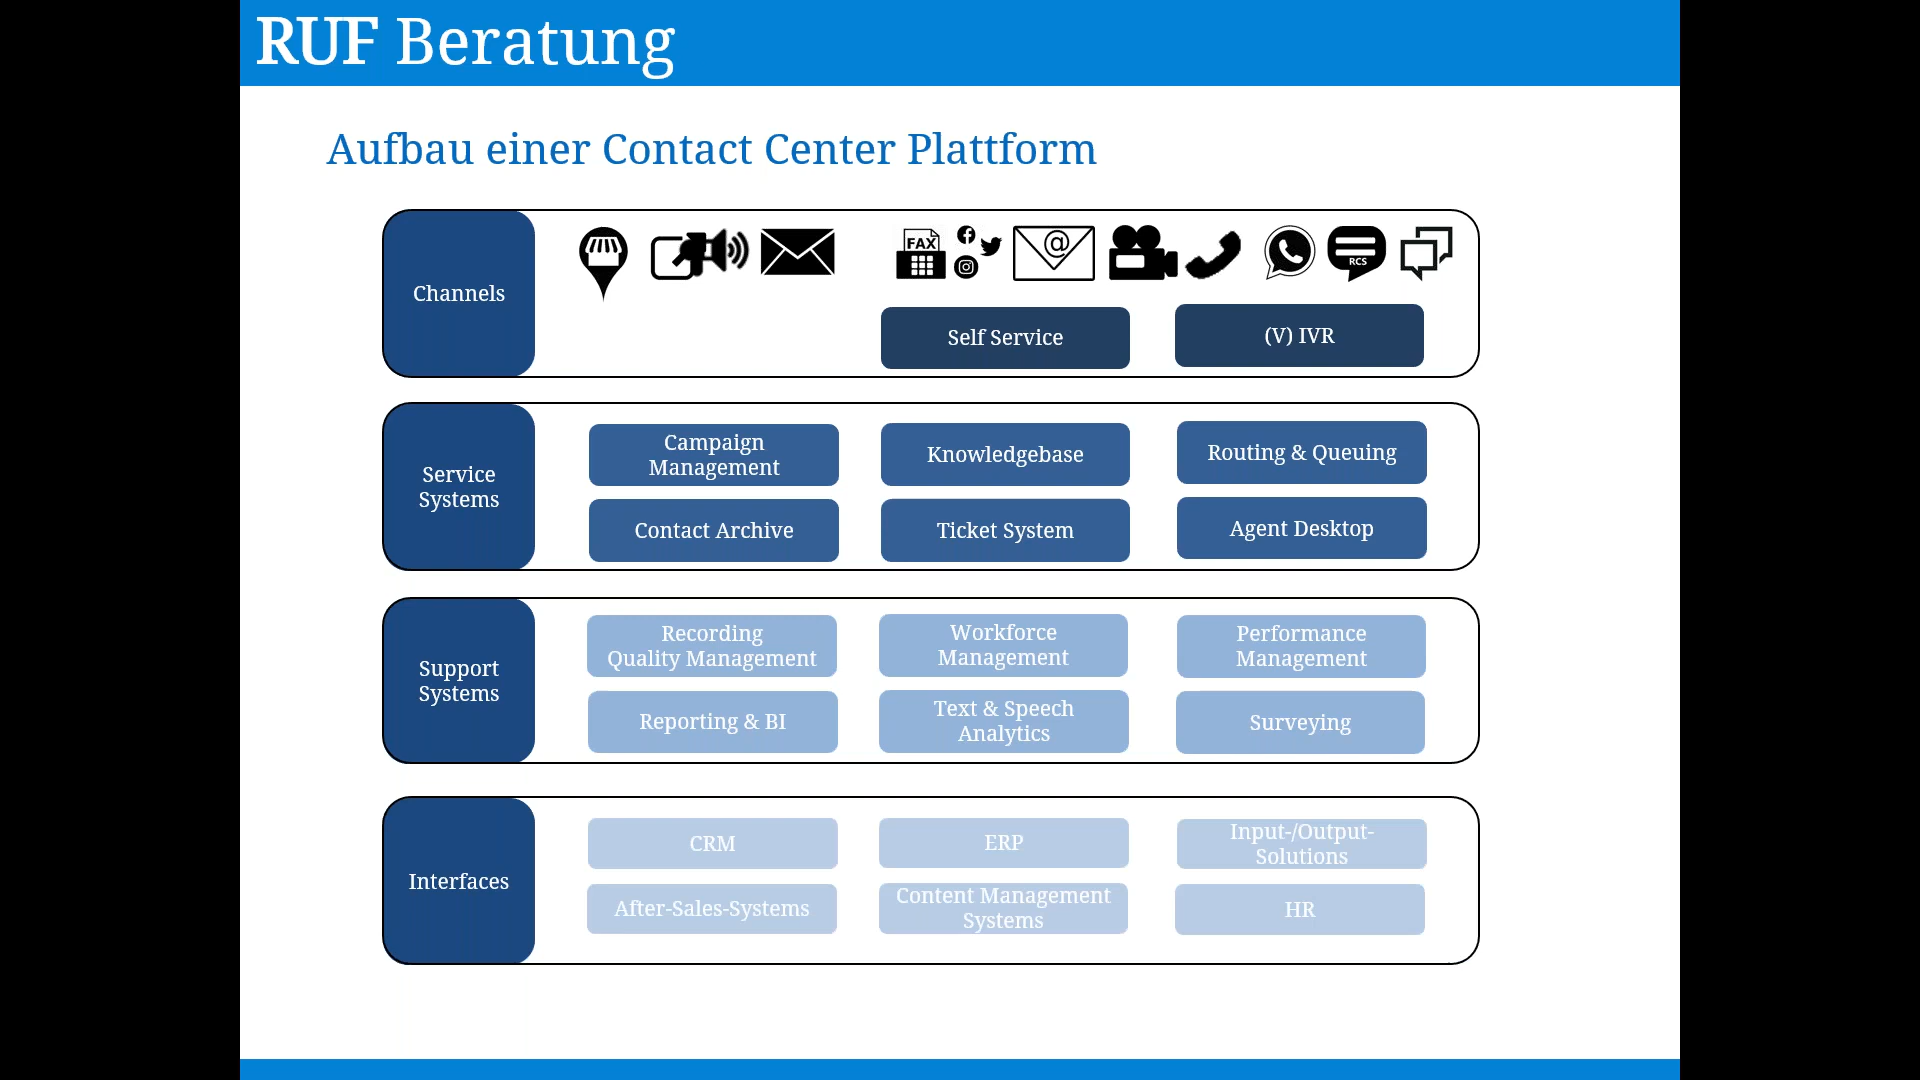 RUF Beratung
Aufbau einer Contact Center Plattform
Channels
FAX
@
RCS
Self Service
(V) IVR
Service
Systems
Campaign
Management
Knowledgebase
Routing & Queuing
Contact Archive
Ticket System
Agent Desktop
Support
Systems
Recording
Quality Management
Workforce
Management
Performance
Management
Reporting & BI
Text & Speech
Analytics
Surveying
Interfaces
CRM
ERP
Input-/Output-
Solutions
After-Sales-Systems
Content Management
Systems
HR